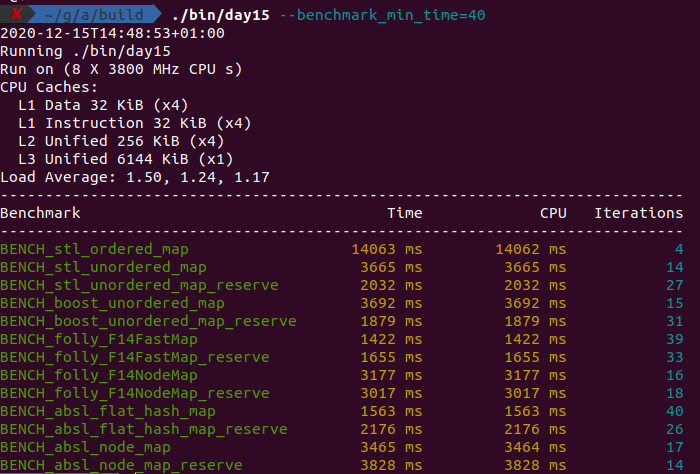 ✘ ~/g/a/build ./bin/day15 --benchmark_min_time=40
2020-12-15T14:48:53+01:00
Running ./bin/day15
Run on (8 X 3800 MHz CPU s)
CPU Caches:
  L1 Data 32 KiB (x4)
  L1 Instruction 32 KiB (x4)
  L2 Unified 256 KiB (x4)
  L3 Unified 6144 KiB (x1)
Load Average: 1.50, 1.24, 1.17
----------------------------------------------------------------------------
Benchmark                                  Time             CPU   Iterations
----------------------------------------------------------------------------
BENCH_stl_ordered_map                  14063 ms        14062 ms            4
BENCH_stl_unordered_map                 3665 ms         3665 ms           14
BENCH_stl_unordered_map_reserve         2032 ms         2032 ms           27
BENCH_boost_unordered_map               3692 ms         3692 ms           15
BENCH_boost_unordered_map_reserve       1879 ms         1879 ms           31
BENCH_folly_F14FastMap                  1422 ms         1422 ms           39
BENCH_folly_F14FastMap_reserve          1655 ms         1655 ms           33
BENCH_folly_F14NodeMap                  3177 ms         3177 ms           16
BENCH_folly_F14NodeMap_reserve          3017 ms         3017 ms           18
BENCH_absl_flat_hash_map                1563 ms         1563 ms           40
BENCH_absl_flat_hash_map_reserve        2176 ms         2176 ms           26
BENCH_absl_node_map                     3465 ms         3464 ms           17
BENCH_absl_node_map_reserve             3828 ms         3828 ms           14